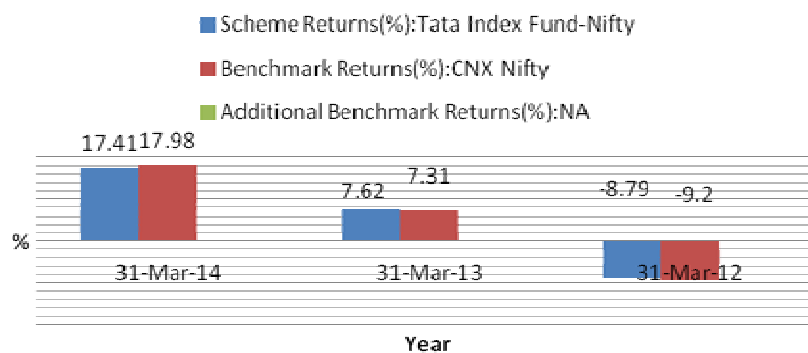 Scheme Returns(%):Tata Index Fund-Nifty
Benchmark Returns(%):CNX Nifty
Additional Benchmark Returns(%):NA
17.41 17.98
7.62 7.31
-8.79 -9.2
%
31-Mar-14 31-Mar-13 31-Mar-12
Year